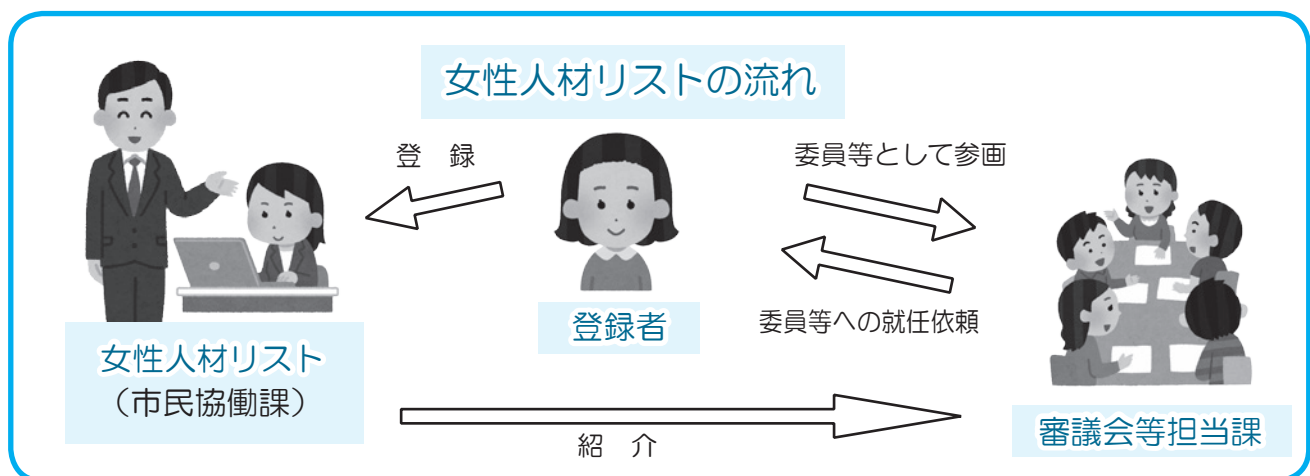 女性人材リストの流れ
登　録
委員等として参画
委員等への就任依頼
登録者
女性人材リスト
（市民協働課）
紹　介
審議会等担当課